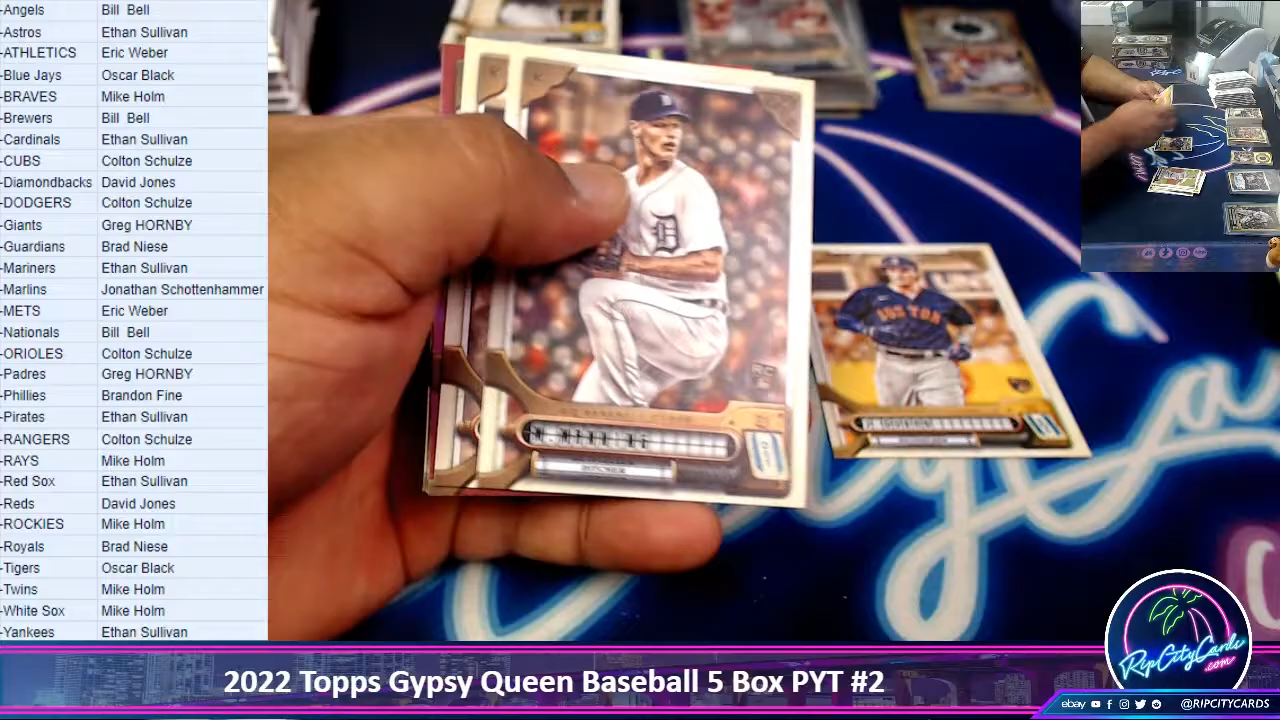 -Angels Bill Bell
-Astros Ethan Sullivan
-ATHLETICS Eric Weber
-Blue Jays Oscar Black
-BRAVES Mike Holm
-Brewers Bill Bell
-Cardinals Ethan Sullivan
-CUBS Colton Schulze
-Diamondbacks David Jones
-DODGERS Colton Schulze
-Giants Greg HORNBY
-Guardians Brad Niese
-Mariners Ethan Sullivan
-Marlins Jonathan Schottenhammer
-METS Eric Weber
-Nationals Bill Bell
-ORIOLES Colton Schulze
-Padres Greg HORNBY
-Phillies Brandon Fine
-Pirates Ethan Sullivan
-RANGERS Colton Schulze
-RAYS Mike Holm
-Red Sox Ethan Sullivan
-Reds David Jones
-ROCKIES Mike Holm
-Royals Brad Niese
-Tigers Oscar Black
-Twins Mike Holm
-White Sox Mike Holm
-Yankees Ethan Sullivan
D
RC
PITCHER
2022 Topps Gypsy Queen Baseball 5 Box PYT #2
RipCityCards
.com
ebay @RIPCITYCARDS